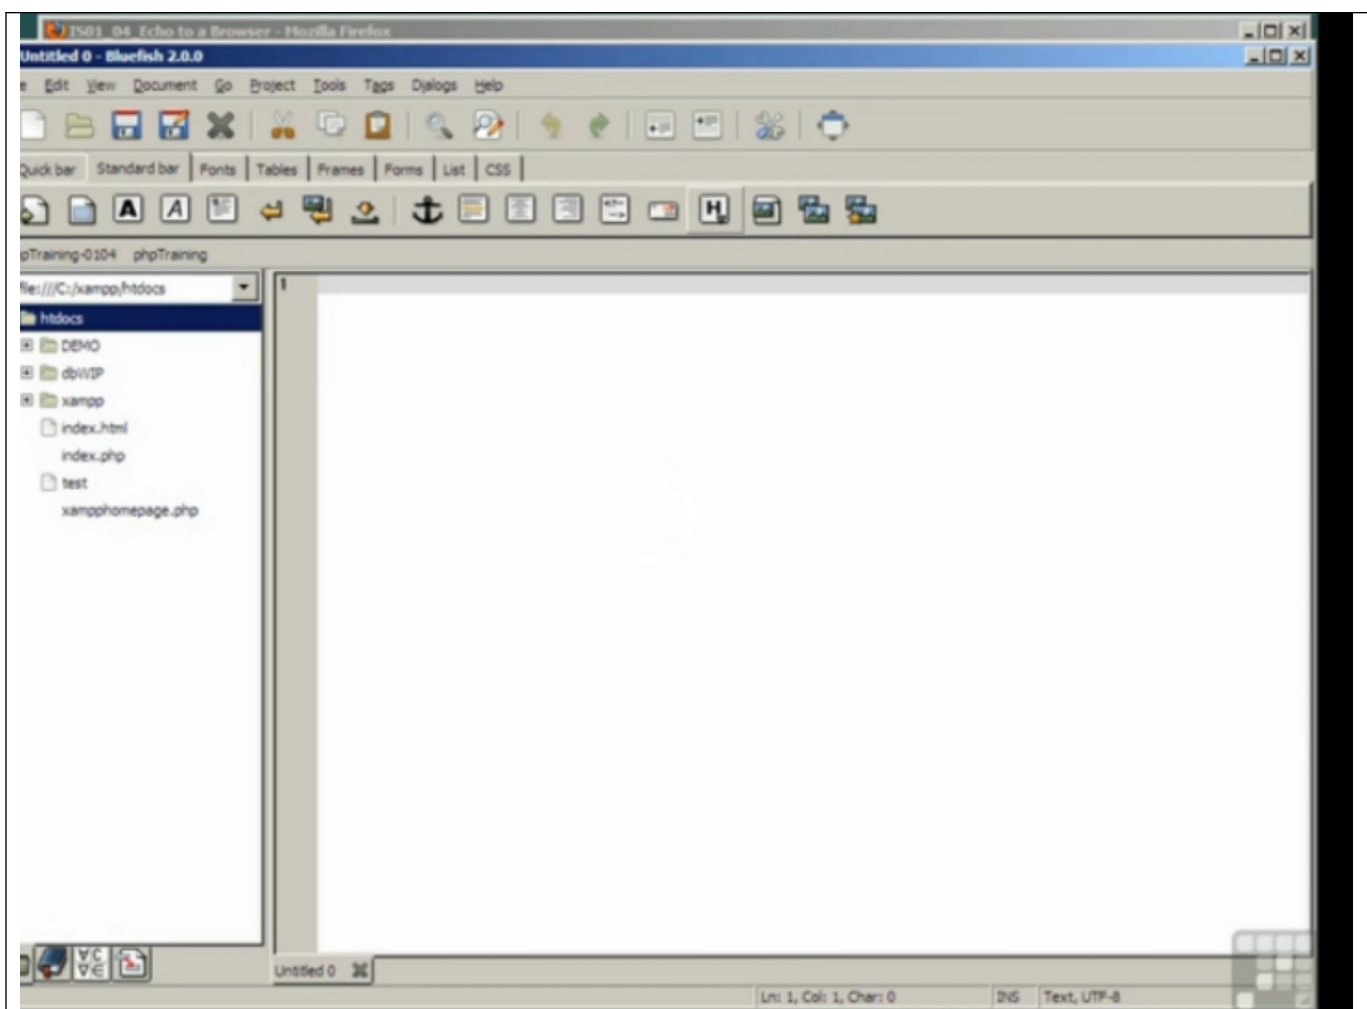 IS01_04_Echo to a Browser - Mozilla Firefox
Untitled 0 - Bluefish 2.0.0
e Edit View Document Go Project Tools Tags Dialogs Help
Quick bar Standard bar Fonts Tables Frames Forms List CSS
A A H
pTraining-0104 phpTraining
file:///C:/xampp/htdocs 1
htdocs
DEMO
dbWIP
xampp
index.html
index.php
test
xampphomepage.php
Untitled 0
Ln: 1, Col: 1, Char: 0 INS Text, UTF-8